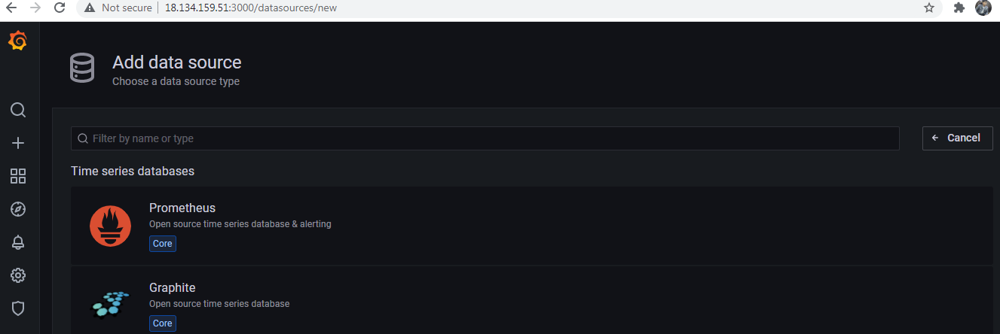 Not secure | 18.134.159.51:3000/datasources/new
Add data source
Choose a data source type
Filter by name or type
Cancel
Time series databases
Prometheus
Open source time series database & alerting
Core
Graphite
Open source time series database
Core